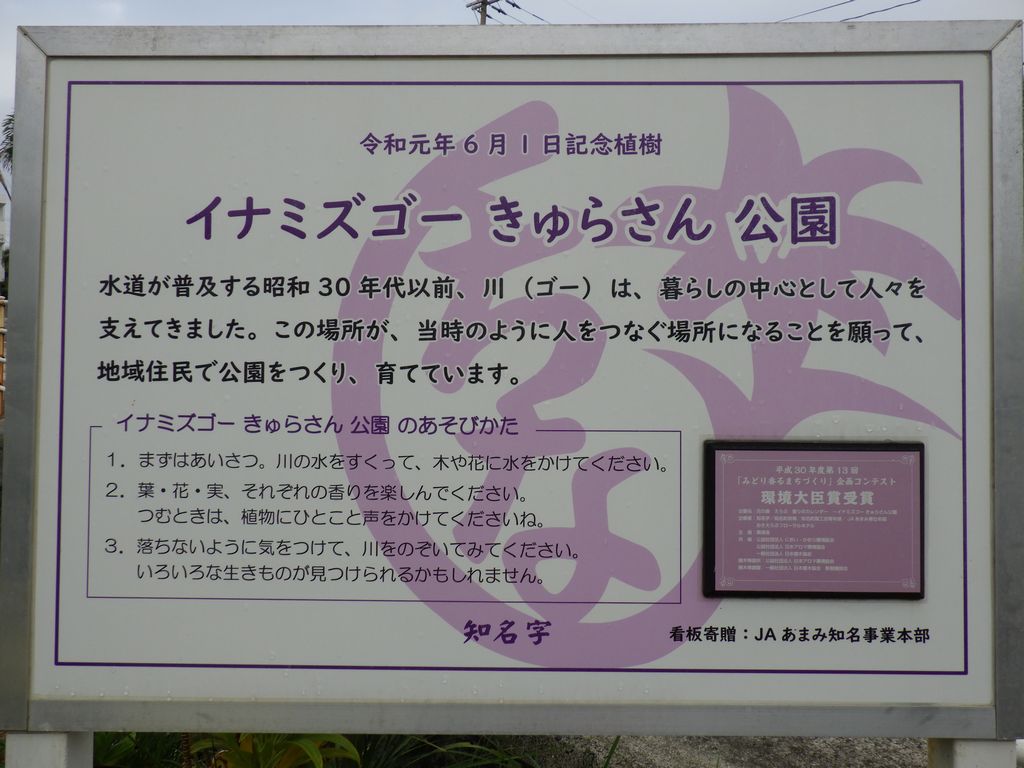 令和元年6月1日記念植樹
イナミズゴー きゅらさん 公園
水道が普及する昭和30年代以前、川（ゴー）は、暮らしの中心として人々を
支えてきました。この場所が、当時のように人をつなぐ場所になることを願って、
地域住民で公園をつくり、育てています。
イナミズゴー きゅらさん 公園 のあそびかた
1．まずはあいさつ。川の水をすくって、木や花に水をかけてください。
2．葉・花・実、それぞれの香りを楽しんでください。
つむときは、植物にひとこと声をかけてくださいね。
3．落ちないように気をつけて、川をのぞいてみてください。
いろいろな生きものが見つけられるかもしれません。
平成30年度第13回
「みどり香るまちづくり」企画コンテスト
環境大臣賞受賞
知名字
看板寄贈：JAあまみ知名事業本部